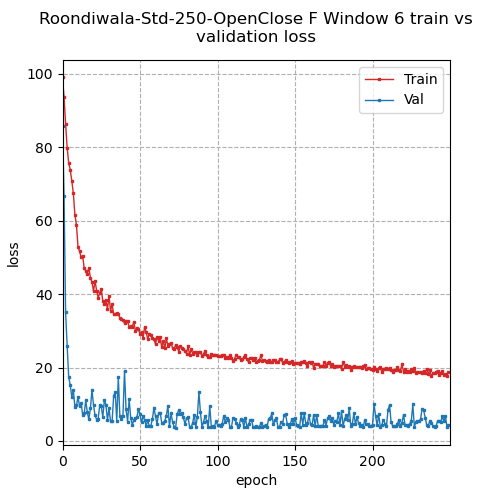 Roondiwala-Std-250-OpenClose F Window 6 train vs
validation loss
Train
Val
100
80
60
40
20
0
loss
0 50 100 150 200
epoch